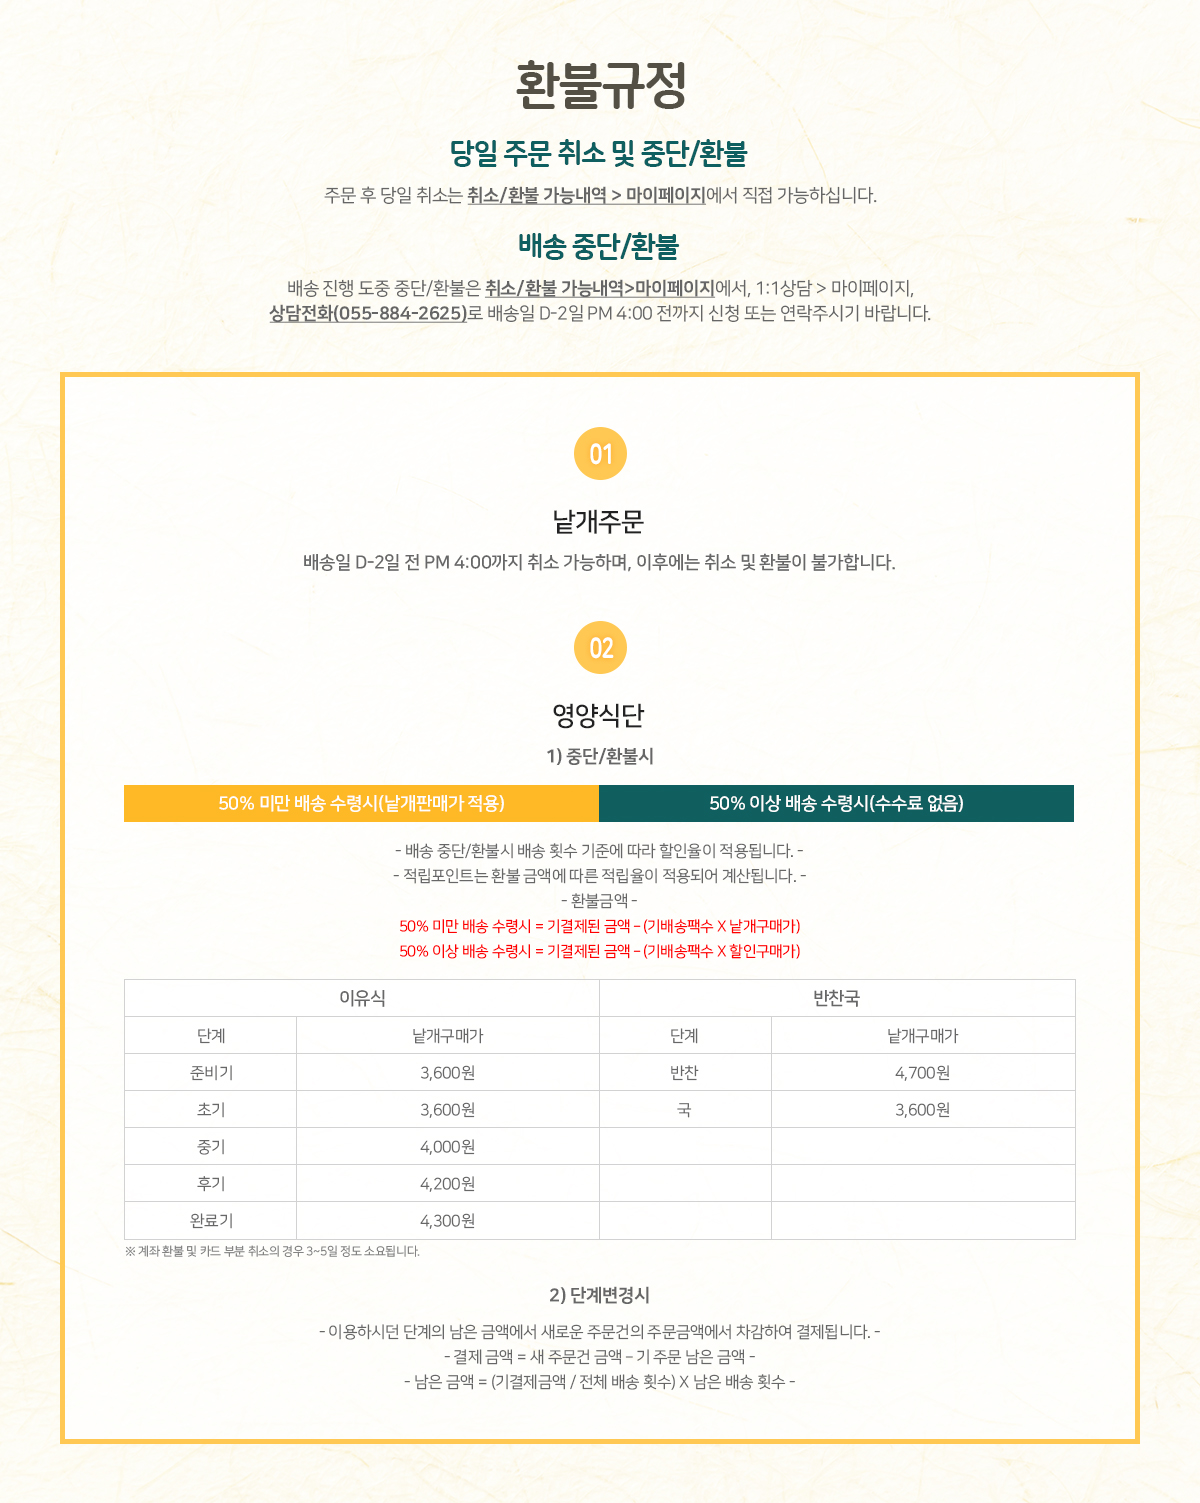 환불규정
당일 주문 취소 및 중단/환불
주문 후 당일 취소는 취소/환불 가능내역 > 마이페이지에서 직접 가능하십니다.
배송 중단/환불
배송 진행 도중 중단/환불은 취소/환불 가능내역>마이페이지에서, 1:1상담 > 마이페이지,
상담전화(055-884-2625)로 배송일 D-2일 PM 4:00 전까지 신청 또는 연락주시기 바랍니다.
01
낱개주문
배송일 D-2일 전 PM 4:00까지 취소 가능하며, 이후에는 취소 및 환불이 불가합니다.
02
영양식단
1) 중단/환불시
50% 미만 배송 수령시(낱개판매가 적용) 50% 이상 배송 수령시(수수료 없음)
- 배송 중단/환불시 배송 횟수 기준에 따라 할인율이 적용됩니다. -
- 적립포인트는 환불 금액에 따른 적립율이 적용되어 계산됩니다. -
- 환불금액 -
50% 미만 배송 수령시 = 기결제된 금액 - (기배송팩수 X 낱개구매가)
50% 이상 배송 수령시 = 기결제된 금액 - (기배송팩수 X 할인구매가)
이유식 반찬국
단계 낱개구매가 단계 낱개구매가
준비기 3,600원 반찬 4,700원
초기 3,600원 국 3,600원
중기 4,000원
후기 4,200원
완료기 4,300원
※ 계좌 환불 및 카드 부분 취소의 경우 3~5일 정도 소요됩니다.
2) 단계변경시
- 이용하시던 단계의 남은 금액에서 새로운 주문건의 주문금액에서 차감하여 결제됩니다. -
- 결제 금액 = 새 주문건 금액 - 기 주문 남은 금액 -
- 남은 금액 = (기결제금액 / 전체 배송 횟수) X 남은 배송 횟수 -